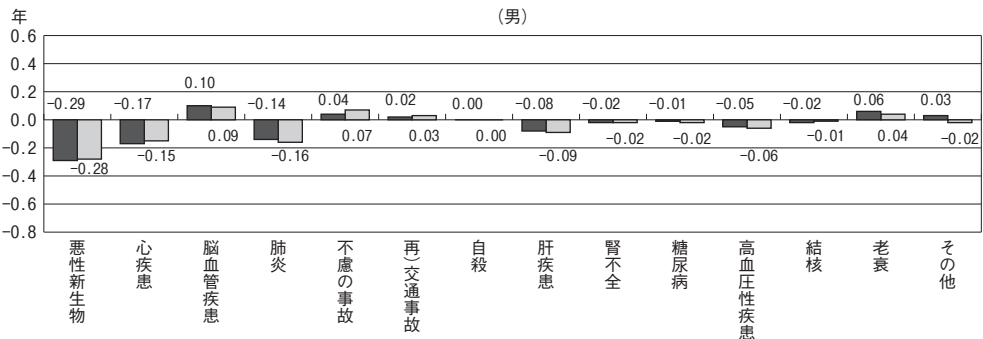 年
(男)
0.6
0.4
0.2
0.0
-0.2
-0.4
-0.6
-0.8
-0.29
-0.17
0.10
-0.14
0.04
0.02
0.00
-0.08
-0.02
-0.01
-0.05
-0.02
0.06
0.03
-0.28
-0.15
0.09
-0.16
0.07
0.03
0.00
-0.09
-0.02
-0.02
-0.06
-0.01
0.04
-0.02
悪性新生物
心疾患
脳血管疾患
肺炎
不慮の事故
再）交通事故
自殺
肝疾患
腎不全
糖尿病
高血圧性疾患
結核
老衰
その他